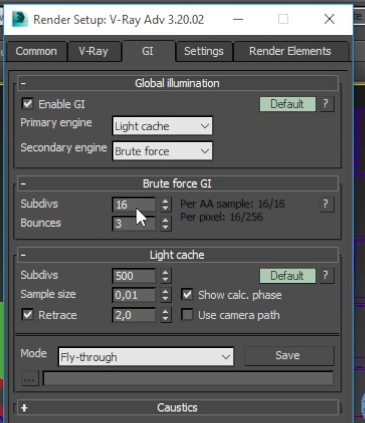 Render Setup: V-Ray Adv 3.20.02
Common V-Ray GI Settings Render Elements
- Global illumination
Enable GI Default ?
Primary engine Light cache
Secondary engine Brute force
- Brute force GI
Subdivs 16 Per AA sample: 16/16 ?
Bounces 3 Per pixel: 16/256
- Light cache
Subdivs 500 Default ?
Sample size 0,01 Show calc. phase
Retrace 2,0 Use camera path
Mode Fly-through Save
...
+ Caustics